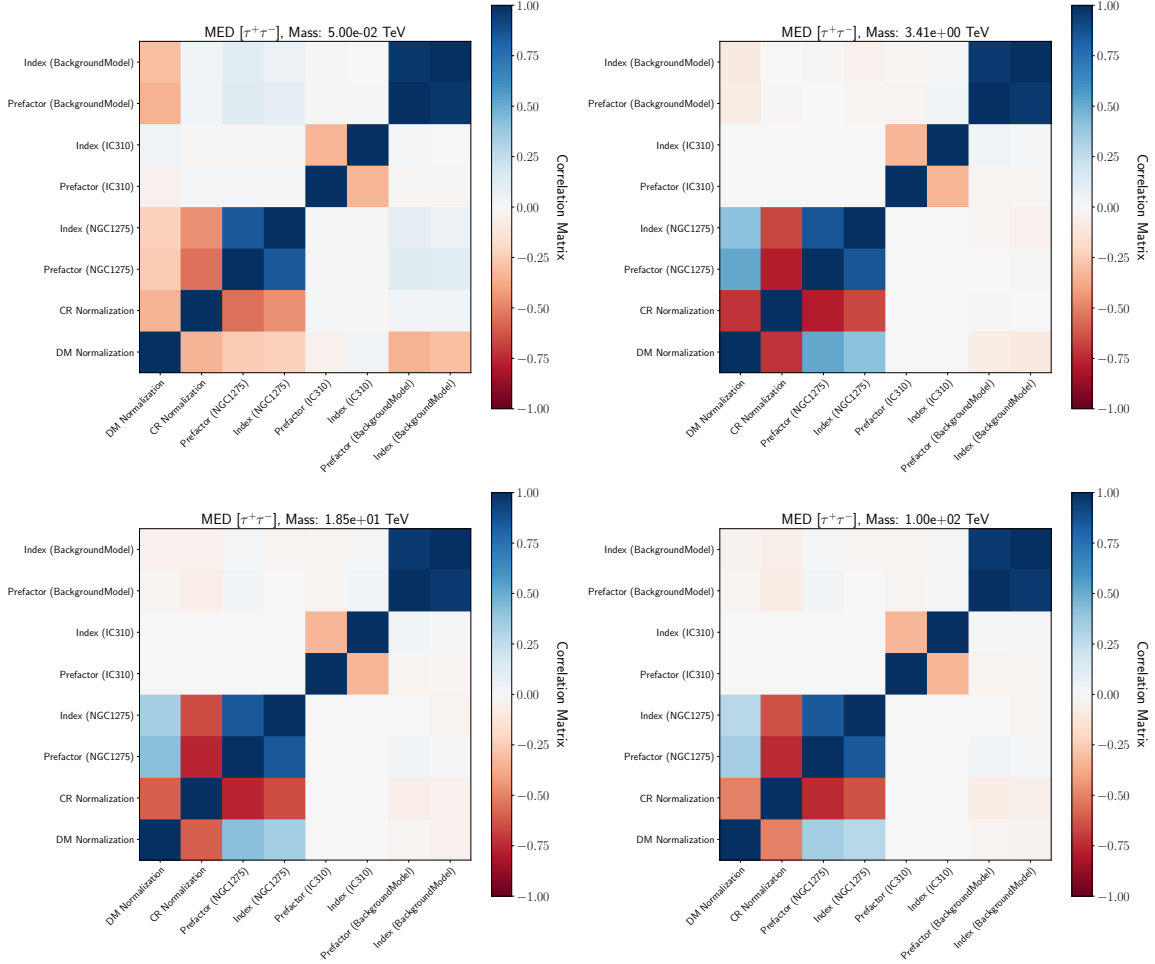 MED [τ⁺τ⁻], Mass: 5.00e-02 TeV
Index (BackgroundModel)
Prefactor (BackgroundModel)
Index (IC310)
Prefactor (IC310)
Index (NGC1275)
Prefactor (NGC1275)
CR Normalization
DM Normalization
DM Normalization
CR Normalization
Prefactor (NGC1275)
Index (NGC1275)
Prefactor (IC310)
Index (IC310)
Prefactor (BackgroundModel)
Index (BackgroundModel)
1.00
0.75
0.50
0.25
0.00
−0.25
−0.50
−0.75
−1.00
Correlation Matrix
MED [τ⁺τ⁻], Mass: 3.41e+00 TeV
Index (BackgroundModel)
Prefactor (BackgroundModel)
Index (IC310)
Prefactor (IC310)
Index (NGC1275)
Prefactor (NGC1275)
CR Normalization
DM Normalization
DM Normalization
CR Normalization
Prefactor (NGC1275)
Index (NGC1275)
Prefactor (IC310)
Index (IC310)
Prefactor (BackgroundModel)
Index (BackgroundModel)
1.00
0.75
0.50
0.25
0.00
−0.25
−0.50
−0.75
−1.00
Correlation Matrix
MED [τ⁺τ⁻], Mass: 1.85e+01 TeV
Index (BackgroundModel)
Prefactor (BackgroundModel)
Index (IC310)
Prefactor (IC310)
Index (NGC1275)
Prefactor (NGC1275)
CR Normalization
DM Normalization
DM Normalization
CR Normalization
Prefactor (NGC1275)
Index (NGC1275)
Prefactor (IC310)
Index (IC310)
Prefactor (BackgroundModel)
Index (BackgroundModel)
1.00
0.75
0.50
0.25
0.00
−0.25
−0.50
−0.75
−1.00
Correlation Matrix
MED [τ⁺τ⁻], Mass: 1.00e+02 TeV
Index (BackgroundModel)
Prefactor (BackgroundModel)
Index (IC310)
Prefactor (IC310)
Index (NGC1275)
Prefactor (NGC1275)
CR Normalization
DM Normalization
DM Normalization
CR Normalization
Prefactor (NGC1275)
Index (NGC1275)
Prefactor (IC310)
Index (IC310)
Prefactor (BackgroundModel)
Index (BackgroundModel)
1.00
0.75
0.50
0.25
0.00
−0.25
−0.50
−0.75
−1.00
Correlation Matrix